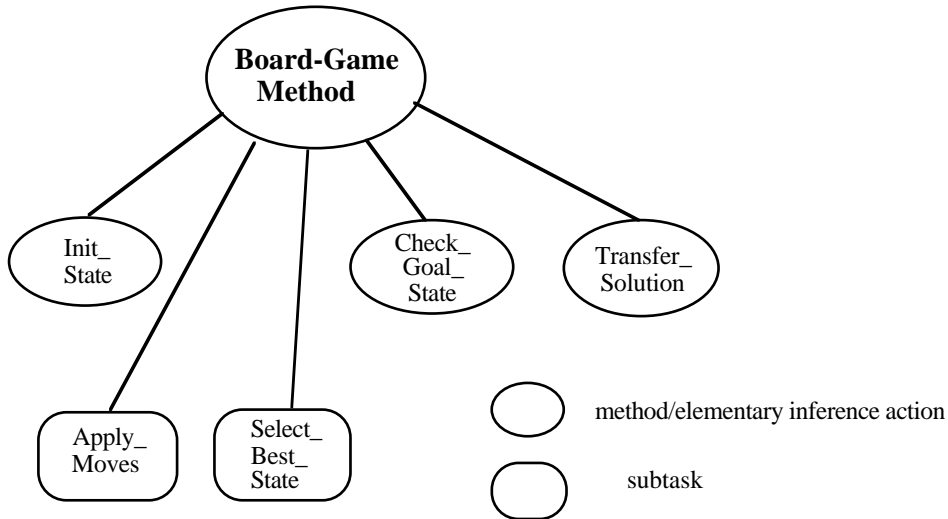 Board-Game
Method
Init_
State
Check_
Goal_
State
Transfer_
Solution
Apply_
Moves
Select_
Best_
State
method/elementary inference action
subtask